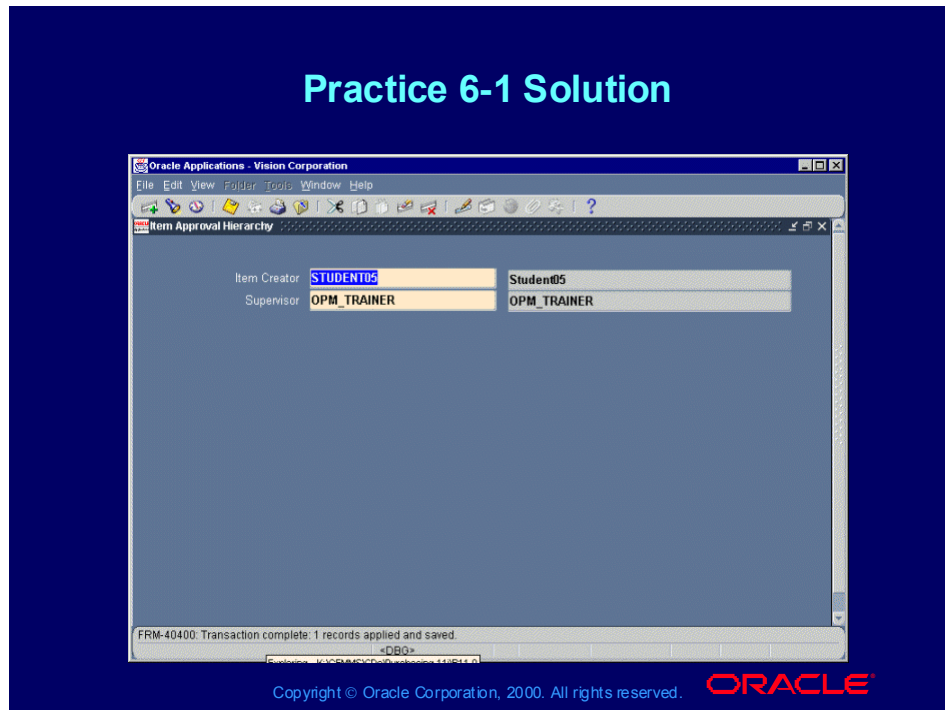 Practice 6-1 Solution
Oracle Applications - Vision Corporation
File Edit View Folder Tools Window Help
Item Approval Hierarchy
Item Creator STUDENT05 Student05
Supervisor OPM_TRAINER OPM_TRAINER
FRM-40400: Transaction complete: 1 records applied and saved.
<DBG>
Copyright © Oracle Corporation, 2000. All rights reserved. ORACLE